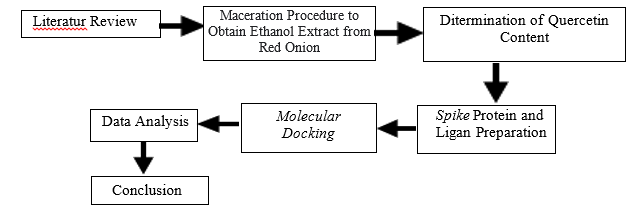 Literatur Review
Maceration Procedure to
Obtain Ethanol Extract from
Red Onion
Ditermination of Quercetin
Content
Spike Protein and
Ligan Preparation
Molecular
Docking
Data Analysis
Conclusion